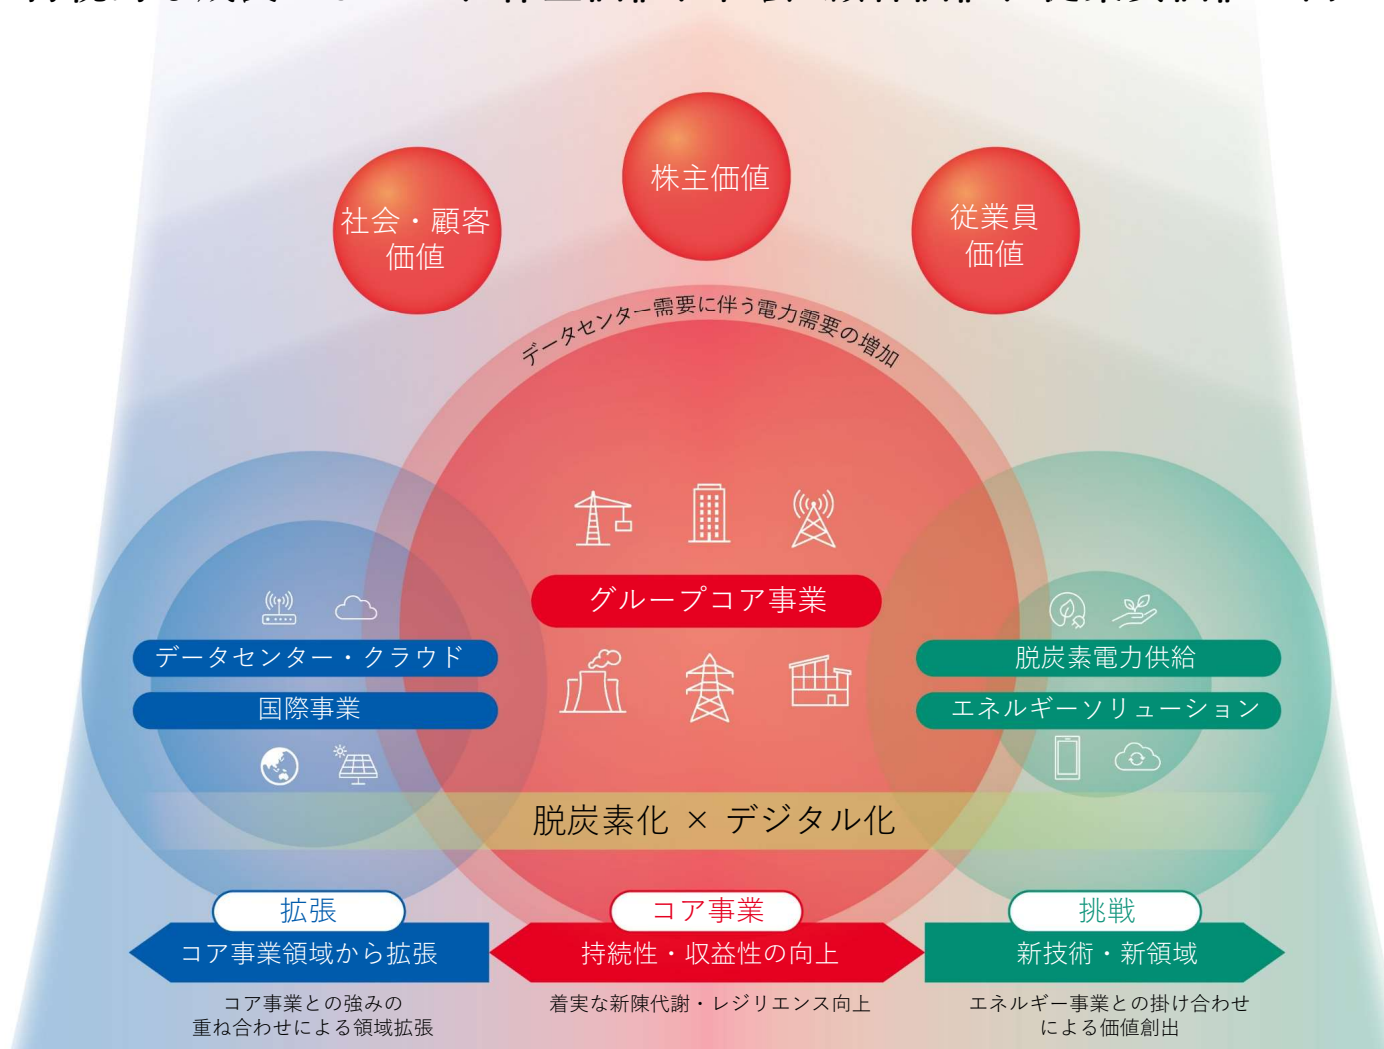 株主価値
社会・顧客
価値
従業員
価値
データセンター需要に伴う電力需要の増加
グループコア事業
データセンター・クラウド
国際事業
脱炭素電力供給
エネルギーソリューション
脱炭素化 × デジタル化
拡張
コア事業領域から拡張
コア事業との強みの
重ね合わせによる領域拡張
コア事業
持続性・収益性の向上
着実な新陳代謝・レジリエンス向上
挑戦
新技術・新領域
エネルギー事業との掛け合わせ
による価値創出